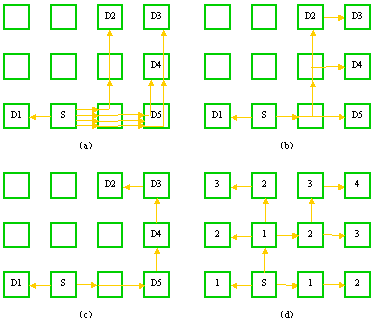 D2 D3
D4
D1 S D5
(a)
D2 D3
D4
D1 S D5
(b)
D2 D3
D4
D1 S D5
(c)
3 2 3 4
2 1 2 3
1 S 1 2
(d)